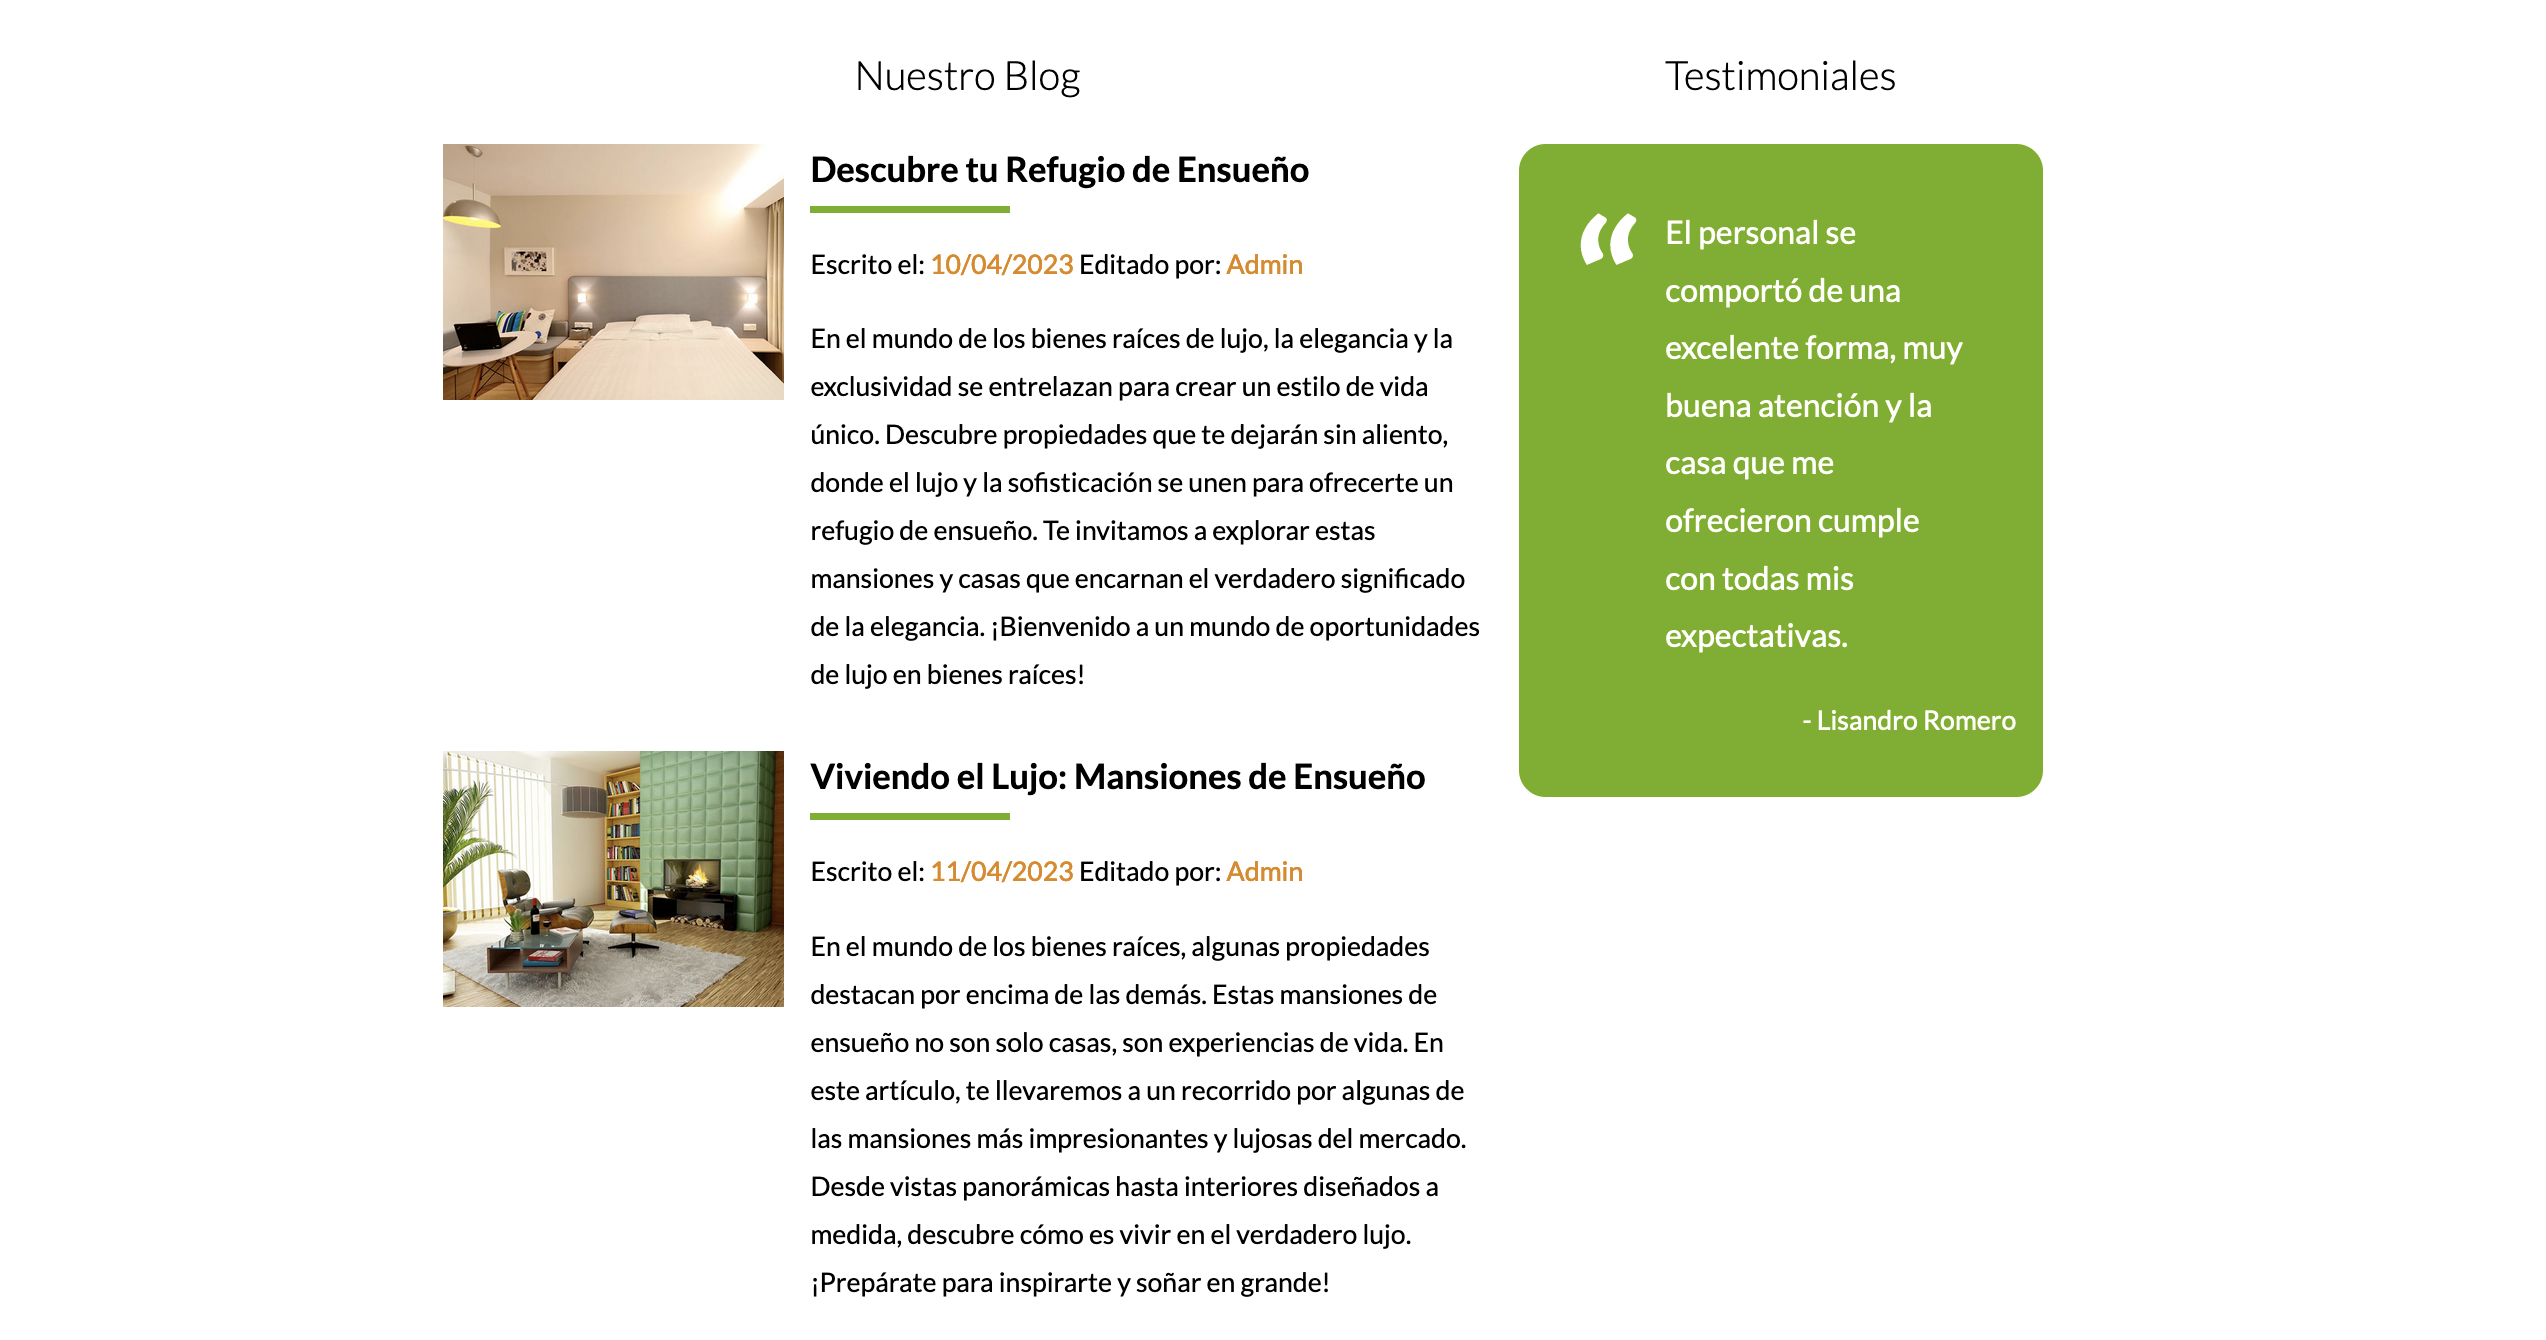 Nuestro Blog
Descubre tu Refugio de Ensueño
Escrito el: 10/04/2023 Editado por: Admin
En el mundo de los bienes raíces de lujo, la elegancia y la
exclusividad se entrelazan para crear un estilo de vida
único. Descubre propiedades que te dejarán sin aliento,
donde el lujo y la sofisticación se unen para ofrecerte un
refugio de ensueño. Te invitamos a explorar estas
mansiones y casas que encarnan el verdadero significado
de la elegancia. ¡Bienvenido a un mundo de oportunidades
de lujo en bienes raíces!
Viviendo el Lujo: Mansiones de Ensueño
Escrito el: 11/04/2023 Editado por: Admin
En el mundo de los bienes raíces, algunas propiedades
destacan por encima de las demás. Estas mansiones de
ensueño no son solo casas, son experiencias de vida. En
este artículo, te llevaremos a un recorrido por algunas de
las mansiones más impresionantes y lujosas del mercado.
Desde vistas panorámicas hasta interiores diseñados a
medida, descubre cómo es vivir en el verdadero lujo.
¡Prepárate para inspirarte y soñar en grande!
Testimoniales
“ El personal se
comportó de una
excelente forma, muy
buena atención y la
casa que me
ofrecieron cumple
con todas mis
expectativas.
- Lisandro Romero